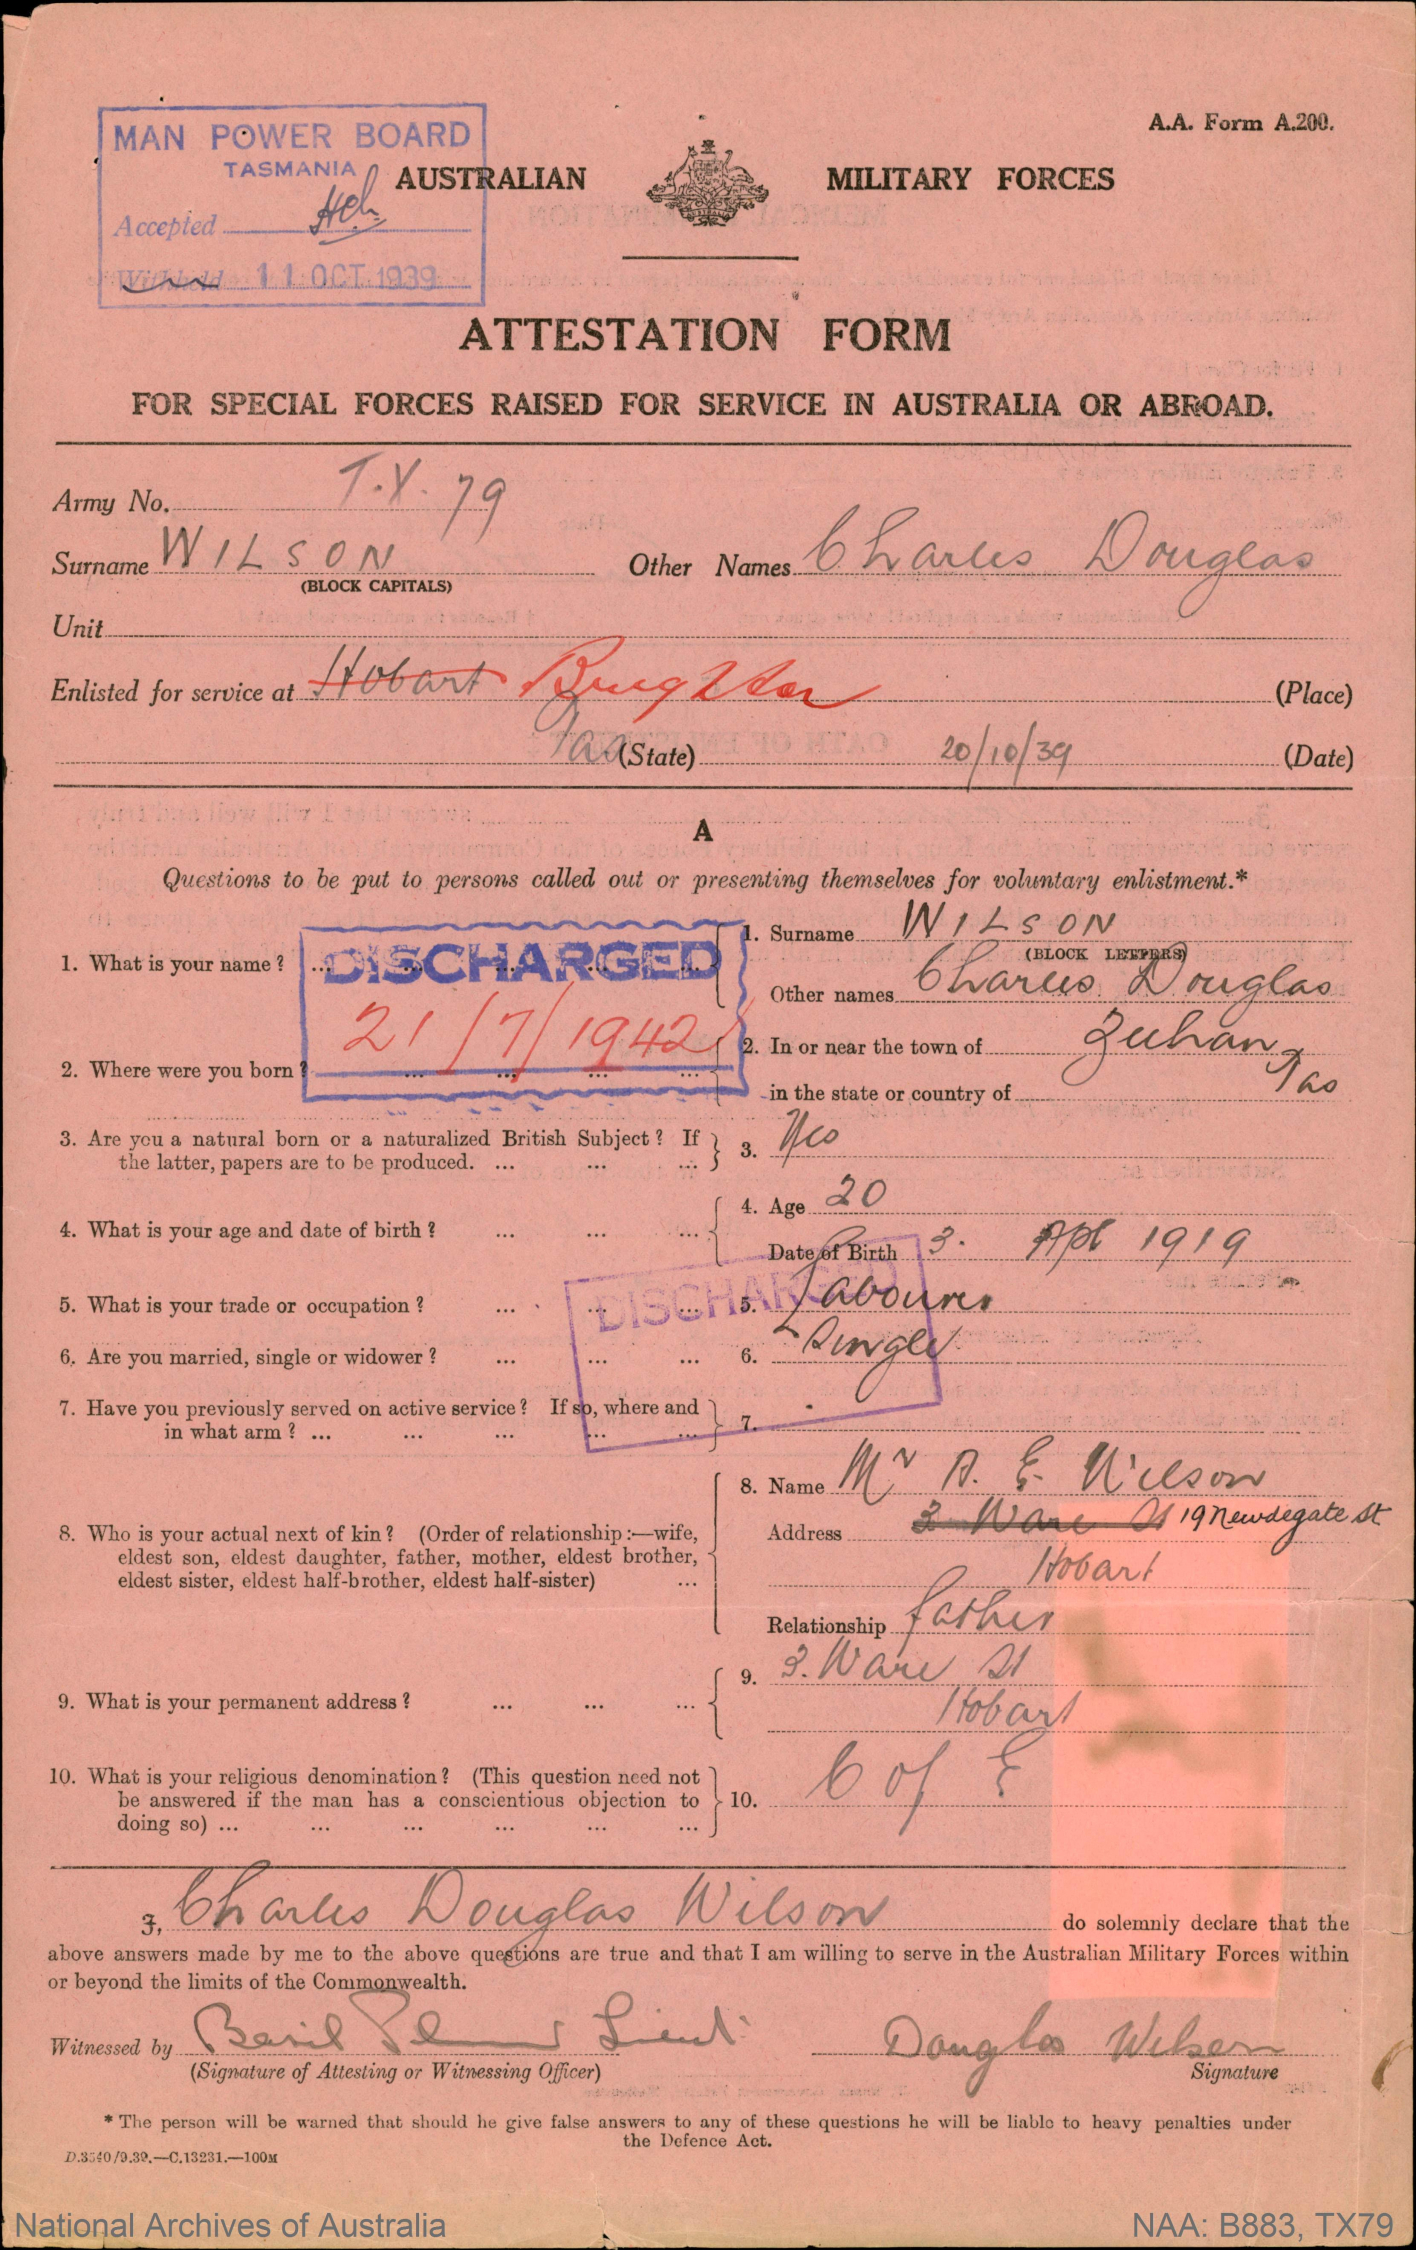 A.A. Form A.200.
MAN POWER BOARD
TASMANIA
AUSTRALIAN MILITARY FORCES
Accepted
Withheld 11 OCT 1939
ATTESTATION FORM
FOR SPECIAL FORCES RAISED FOR SERVICE IN AUSTRALIA OR ABROAD.
Army No. T.X. 79
Surname WILSON Other Names Charles Douglas
(BLOCK CAPITALS)
Unit
Enlisted for service at Hobart Brighton (Place)
Tas (State) 20/10/39 (Date)
A
Questions to be put to persons called out or presenting themselves for voluntary enlistment.*
1. What is your name? ... ... ... ... ... 1. Surname WILSON
(BLOCK LETTERS)
Other names Charles Douglas
DISCHARGED
21/7/1942
2. Where were you born? ... ... ... ... 2. In or near the town of Zeehan
in the state or country of Tas
3. Are you a natural born or a naturalized British Subject? If
the latter, papers are to be produced. ... ... ... 3. Yes
4. What is your age and date of birth? ... ... ... 4. Age 20
Date of Birth 3. Apl 1919
DISCHARGED
5. What is your trade or occupation? ... ... ... 5. Labourer
6. Are you married, single or widower? ... ... ... 6. Single
7. Have you previously served on active service? If so, where and
in what arm? ... ... ... ... ... 7.
8. Who is your actual next of kin? (Order of relationship:—wife,
eldest son, eldest daughter, father, mother, eldest brother,
eldest sister, eldest half-brother, eldest half-sister) ...
8. Name Mr A. E. Wilson
Address 3 Ware St 19 Newdegate St
Hobart
Relationship father
9. What is your permanent address? ... ... ... 9. 3. Ware St
Hobart
10. What is your religious denomination? (This question need not
be answered if the man has a conscientious objection to
doing so) ... ... ... ... ... ... 10. C of E
I, Charles Douglas Wilson do solemnly declare that the
above answers made by me to the above questions are true and that I am willing to serve in the Australian Military Forces within
or beyond the limits of the Commonwealth.
Witnessed by Basil Lieut. Douglas Wilson
(Signature of Attesting or Witnessing Officer) Signature
* The person will be warned that should he give false answers to any of these questions he will be liable to heavy penalties under
the Defence Act.
D.3540/9.39.—C.13231.—100M
National Archives of Australia NAA: B883, TX79